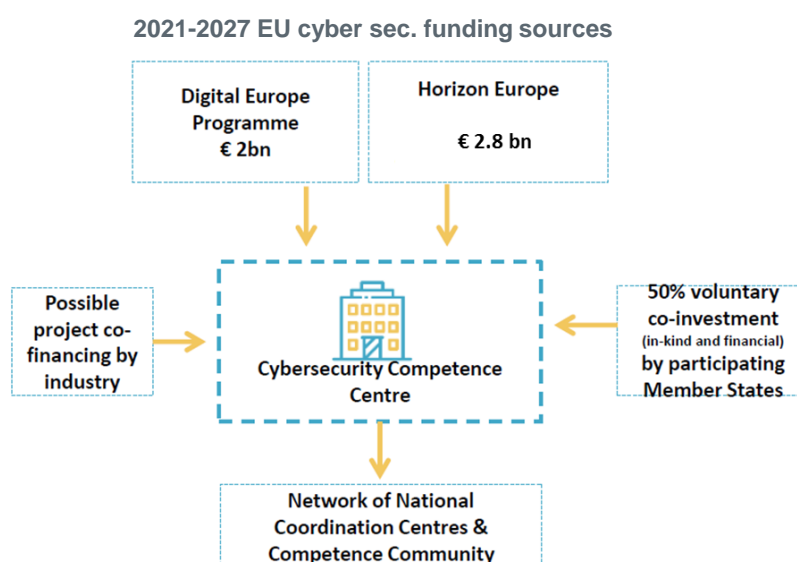 2021-2027 EU cyber sec. funding sources
Digital Europe
Programme
€ 2bn
Horizon Europe
€ 2.8 bn
Possible
project co-
financing by
industry
Cybersecurity Competence
Centre
50% voluntary
co-investment
(in-kind and financial)
by participating
Member States
Network of National
Coordination Centres &
Competence Community